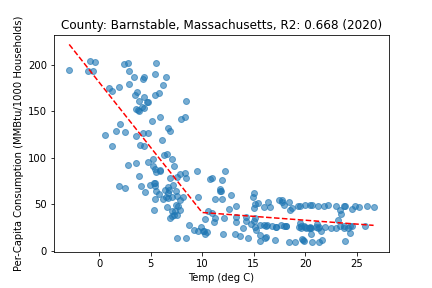 County: Barnstable, Massachusetts, R2: 0.668 (2020)
Per-Capita Consumption (MMBtu/1000 Households)
200
150
100
50
0
0 5 10 15 20 25
Temp (deg C)